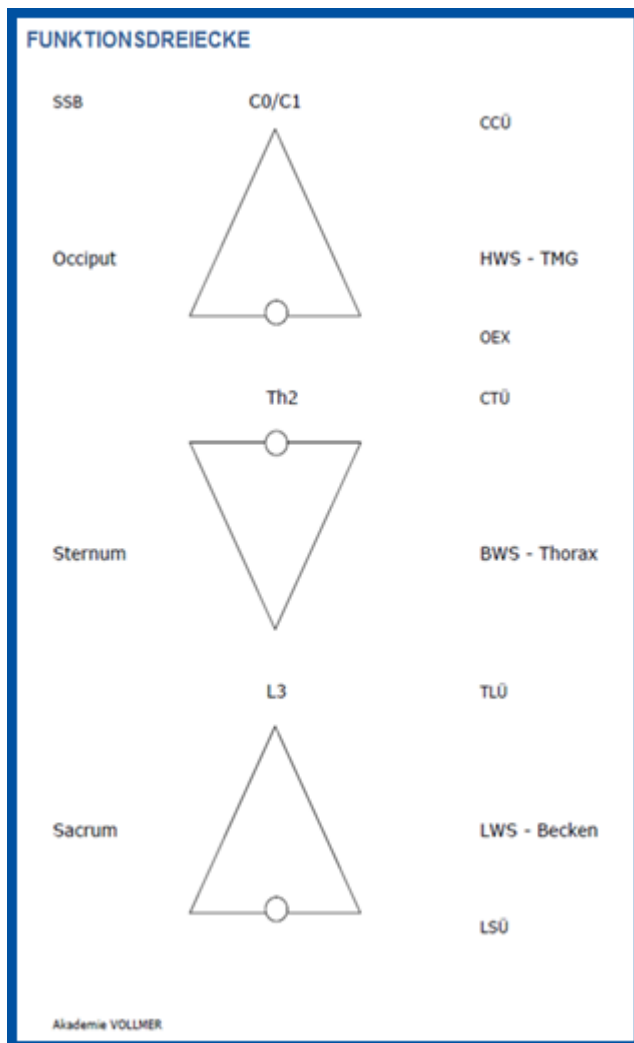 FUNKTIONSDREIECKE
SSB
C0/C1
CCÜ
Occiput
HWS - TMG
OEX
Th2
CTÜ
Sternum
BWS - Thorax
L3
TLÜ
Sacrum
LWS - Becken
LSÜ
Akademie VOLLMER